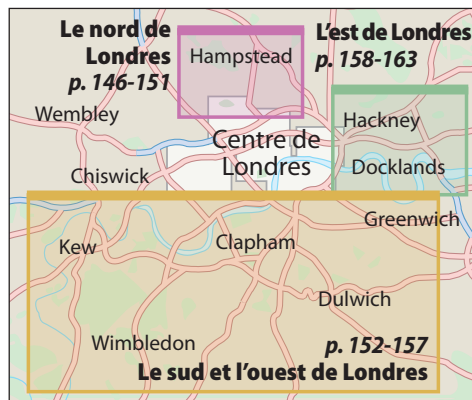 Le nord de
Londres
p. 146-151
Hampstead
L'est de Londres
p. 158-163
Wembley
Hackney
Centre de
Londres
Docklands
Chiswick
Greenwich
Kew
Clapham
Dulwich
Wimbledon
p. 152-157
Le sud et l'ouest de Londres